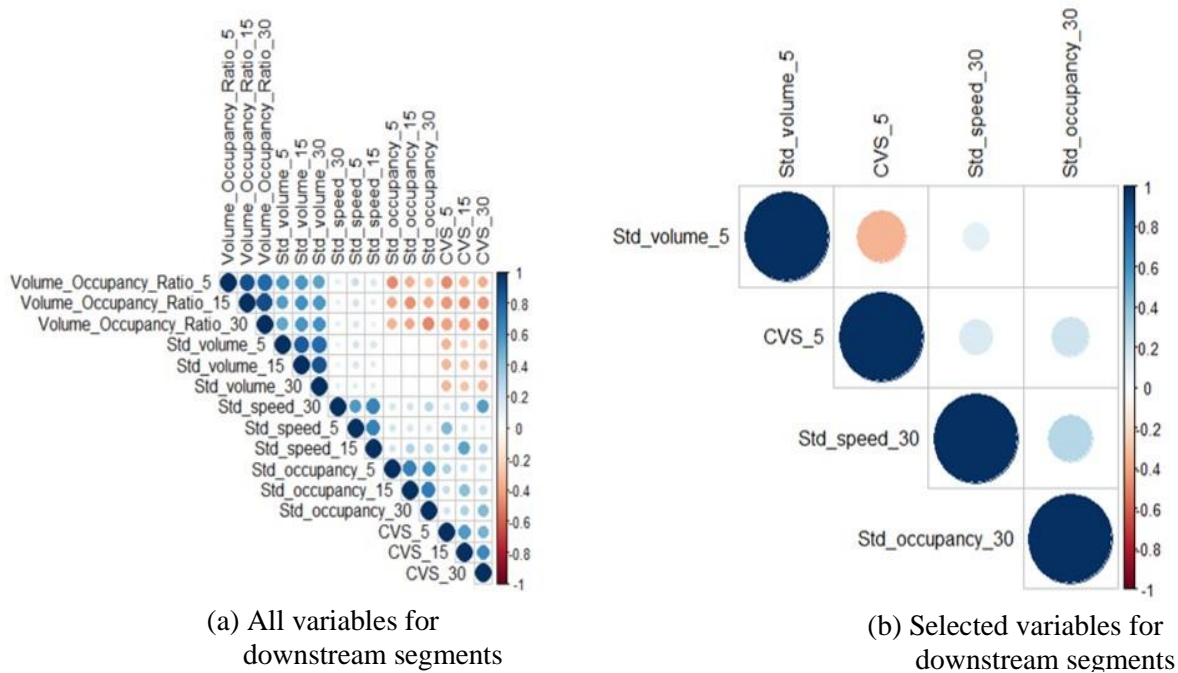 Volume_Occupancy_Ratio_5
Volume_Occupancy_Ratio_15
Volume_Occupancy_Ratio_30
Std_volume_5
Std_volume_15
Std_volume_30
Std_speed_30
Std_speed_5
Std_speed_15
Std_occupancy_5
Std_occupancy_15
Std_occupancy_30
CVS_5
CVS_15
CVS_30
Volume_Occupancy_Ratio_5
Volume_Occupancy_Ratio_15
Volume_Occupancy_Ratio_30
Std_volume_5
Std_volume_15
Std_volume_30
Std_speed_30
Std_speed_5
Std_speed_15
Std_occupancy_5
Std_occupancy_15
Std_occupancy_30
CVS_5
CVS_15
CVS_30
1
0.8
0.6
0.4
0.2
0
-0.2
-0.4
-0.6
-0.8
-1
(a) All variables for
downstream segments
Std_volume_5
CVS_5
Std_speed_30
Std_occupancy_30
Std_volume_5
CVS_5
Std_speed_30
Std_occupancy_30
1
0.8
0.6
0.4
0.2
0
-0.2
-0.4
-0.6
-0.8
-1
(b) Selected variables for
downstream segments